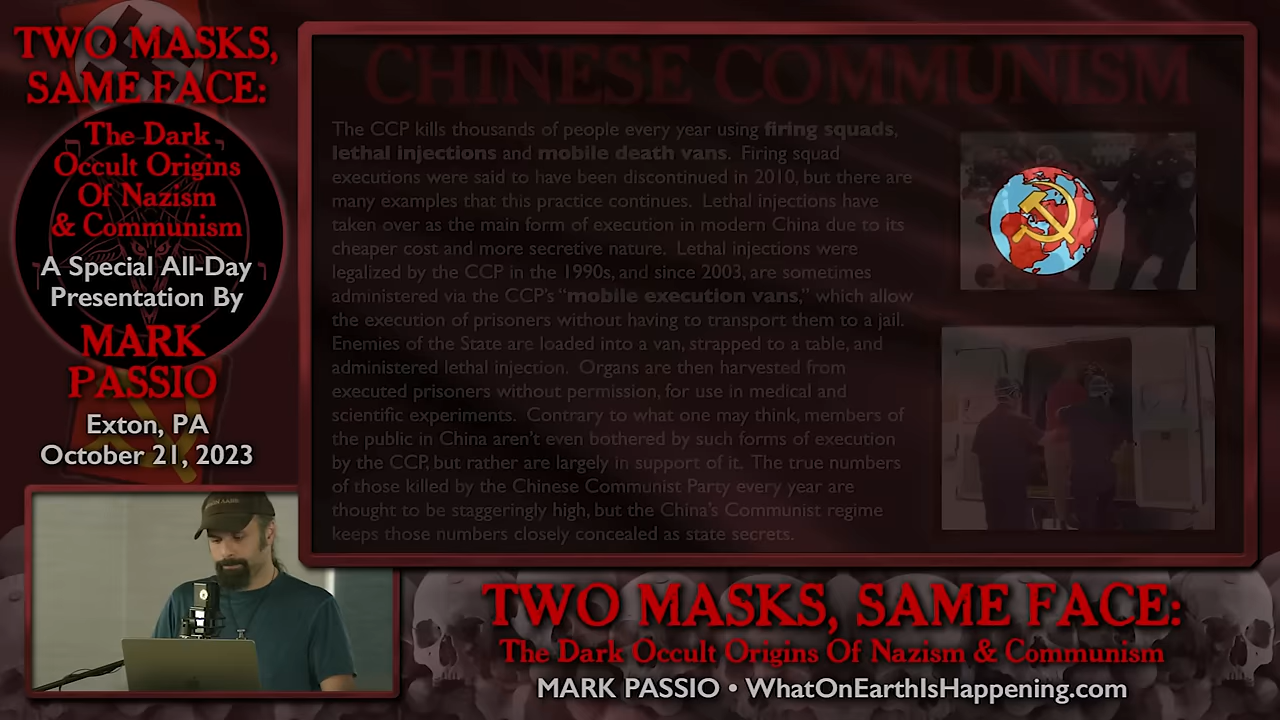 TWO MASKS,
SAME FACE:
The Dark
Occult Origins
Of Nazism
& Communism
A Special All-Day
Presentation By
MARK
PASSIO
Exton, PA
October 21, 2023
CHINESE COMMUNISM
The CCP kills thousands of people every year using firing squads,
lethal injections and mobile death vans. Firing squad
executions were said to have been discontinued in 2010, but there are
many examples that this practice continues. Lethal injections have
taken over as the main form of execution in modern China due to its
cheaper cost and more secretive nature. Lethal injections were
legalized by the CCP in the 1990s, and since 2003, are sometimes
administered via the CCP's “mobile execution vans,” which allow
the execution of prisoners without having to transport them to a jail.
Enemies of the State are loaded into a van, strapped to a table, and
administered lethal injection. Organs are then harvested from
executed prisoners without permission, for use in medical and
scientific experiments. Contrary to what one may think, members of
the public in China aren't even bothered by such forms of execution
by the CCP, but rather are largely in support of it. The true numbers
of those killed by the Chinese Communist Party every year are
thought to be staggeringly high, but the China's Communist regime
keeps those numbers closely concealed as state secrets.
TWO MASKS, SAME FACE:
The Dark Occult Origins Of Nazism & Communism
MARK PASSIO • WhatOnEarthIsHappening.com